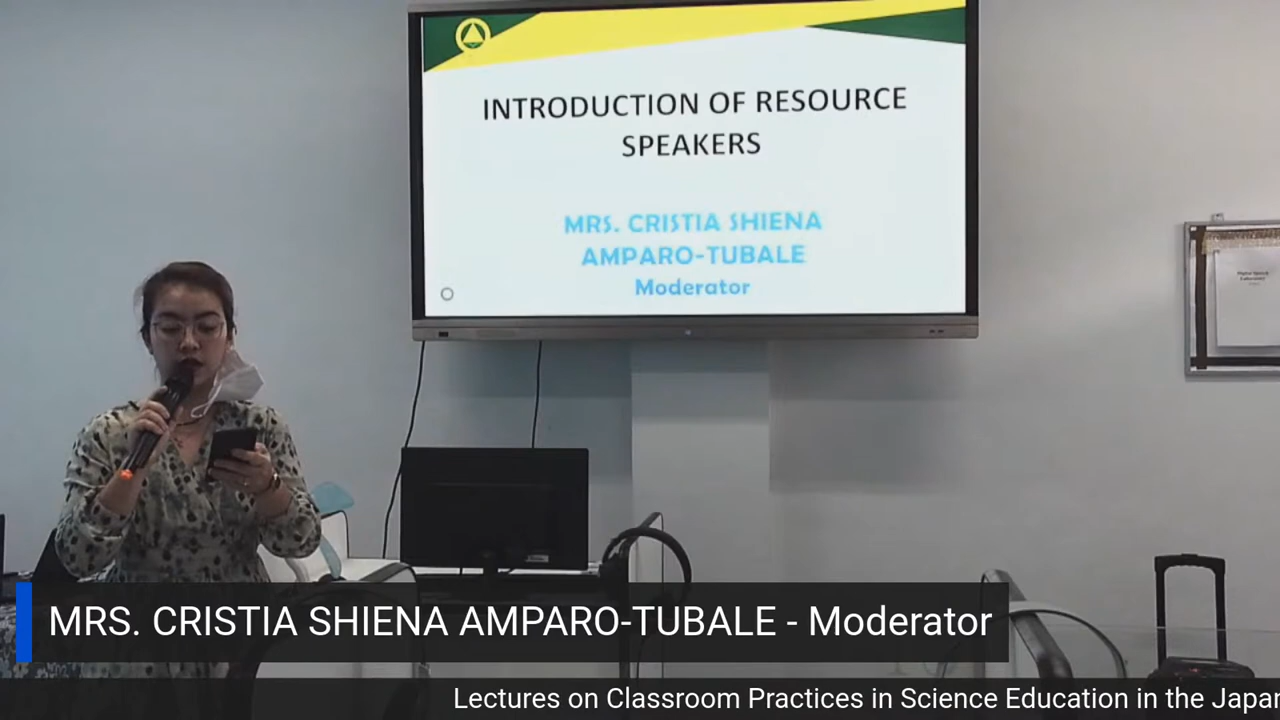 INTRODUCTION OF RESOURCE
SPEAKERS
MRS. CRISTIA SHIENA
AMPARO-TUBALE
Moderator
MRS. CRISTIA SHIENA AMPARO-TUBALE - Moderator
Lectures on Classroom Practices in Science Education in the Japan